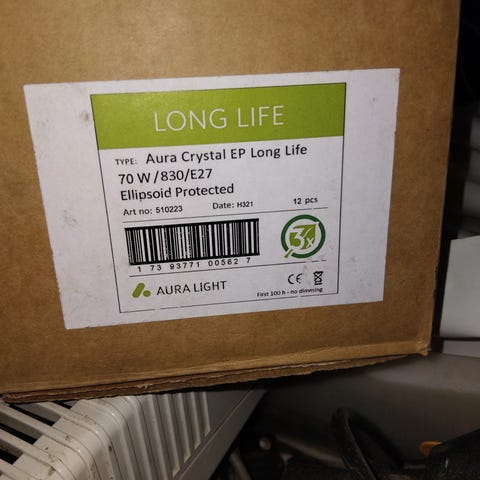 LONG LIFE
TYPE: Aura Crystal EP Long Life
70 W/830/E27
Ellipsoid Protected
Art no: 510223 Date: H321 12 pcs
3x
1 73 93771 00562 7
AURA LIGHT CE
First 100 h - no dimming